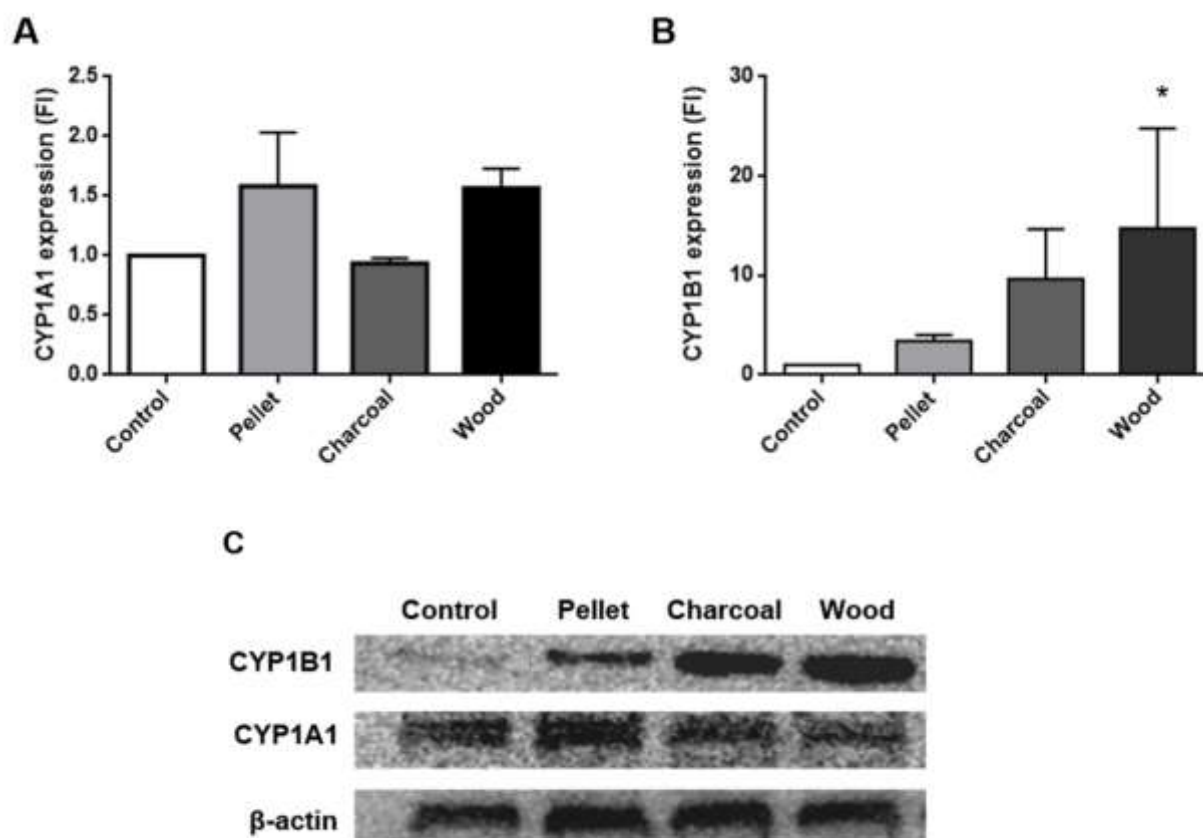 A
CYP1A1 expression (FI)
2.5
2.0
1.5
1.0
0.5
0.0
Control
Pellet
Charcoal
Wood
B
CYP1B1 expression (FI)
30
20
10
0
*
Control
Pellet
Charcoal
Wood
C
Control Pellet Charcoal Wood
CYP1B1
CYP1A1
β-actin